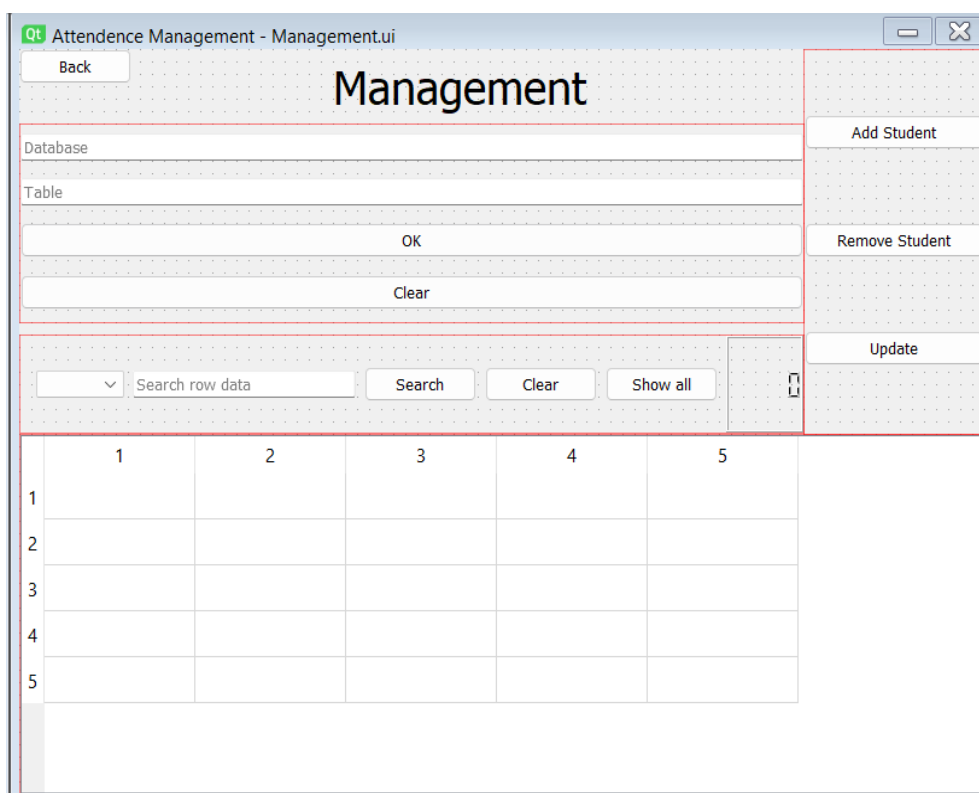 Qt Attendence Management - Management.ui
Back
Management
Database
Add Student
Table
OK
Remove Student
Clear
Update
Search row data Search Clear Show all 0
1 2 3 4 5
1
2
3
4
5